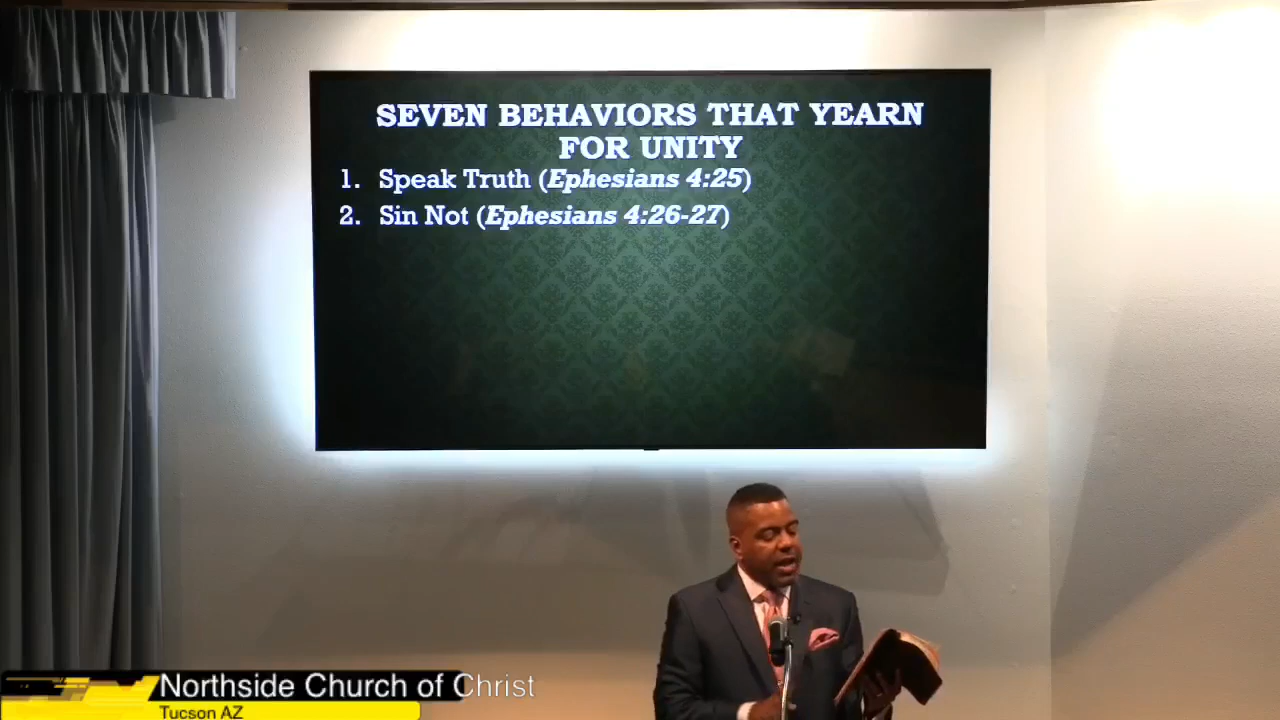 SEVEN BEHAVIORS THAT YEARN
FOR UNITY
1. Speak Truth (Ephesians 4:25)
2. Sin Not (Ephesians 4:26-27)
Northside Church of Christ
Tucson AZ